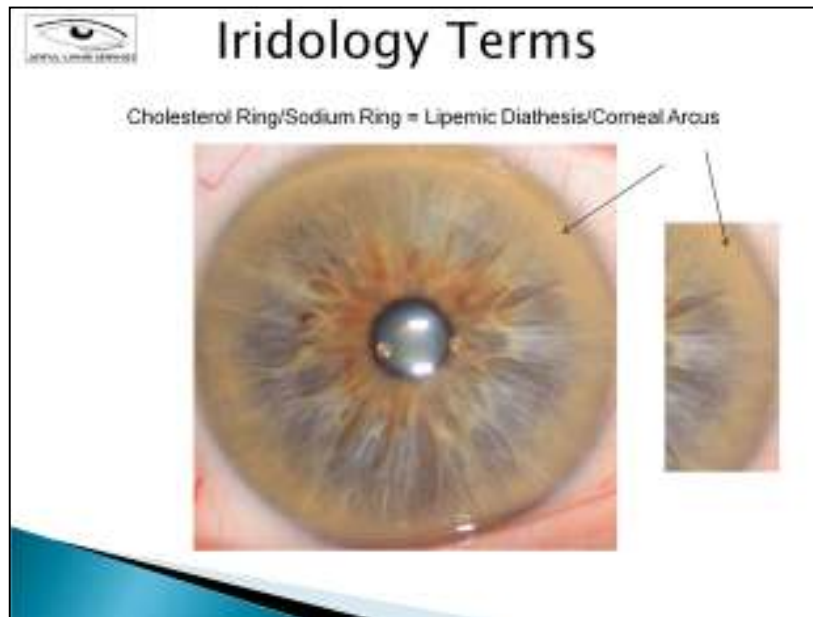 Iridology Terms
Cholesterol Ring/Sodium Ring = Lipemic Diathesis/Corneal Arcus